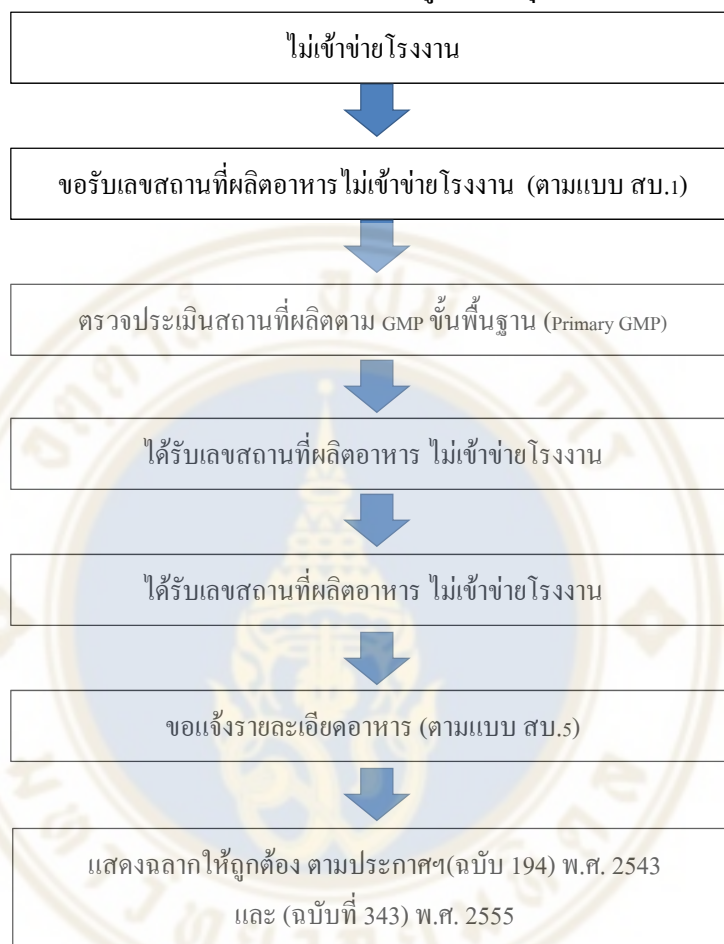 ไม่เข้าข่ายโรงงาน
ขอรับเลขสถานที่ผลิตอาหารไม่เข้าข่ายโรงงาน (ตามแบบ สบ.1)
ตรวจประเมินสถานที่ผลิตตาม GMP ขั้นพื้นฐาน (Primary GMP)
ได้รับเลขสถานที่ผลิตอาหาร ไม่เข้าข่ายโรงงาน
ได้รับเลขสถานที่ผลิตอาหาร ไม่เข้าข่ายโรงงาน
ขอแจ้งรายละเอียดอาหาร (ตามแบบ สบ.5)
แสดงฉลากให้ถูกต้อง ตามประกาศฯ(ฉบับ 194) พ.ศ. 2543
และ (ฉบับที่ 343) พ.ศ. 2555